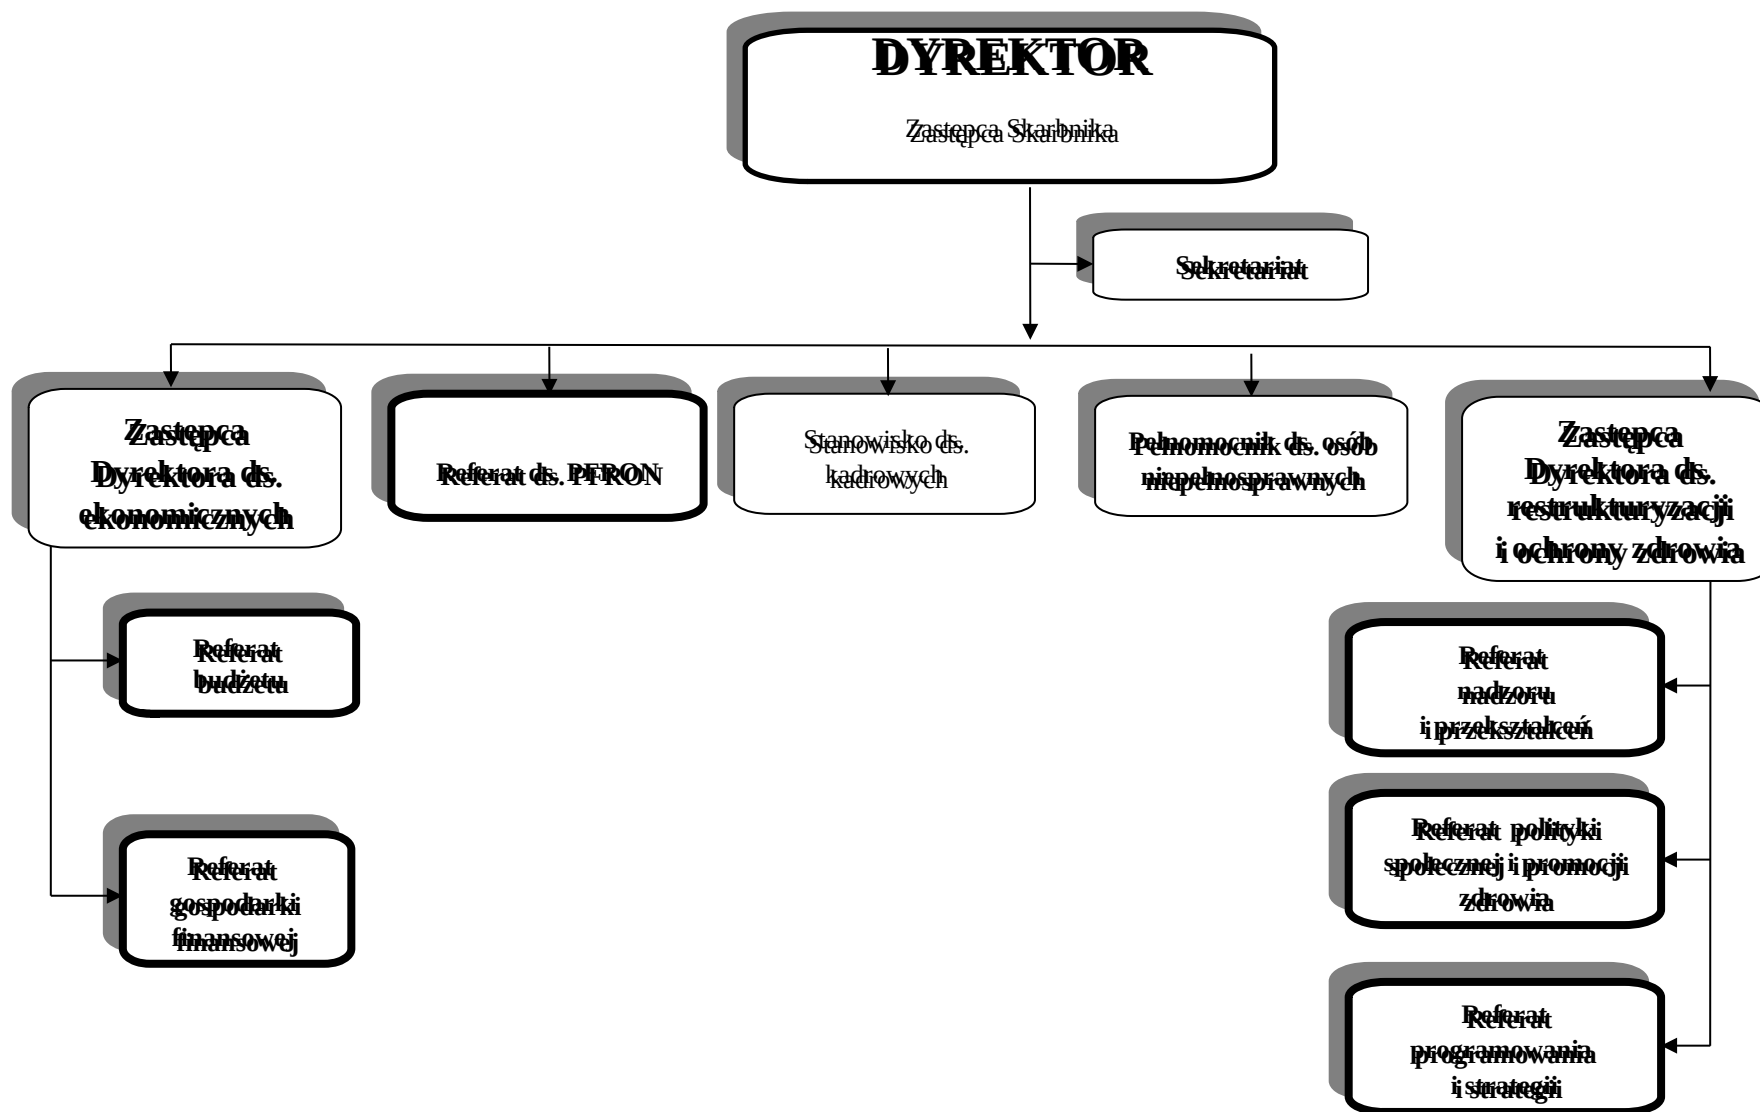 DYREKTOR
Zastępca Skarbnika
Sekretariat
Zastępca
Dyrektora ds.
ekonomicznych
Referat ds. PFRON
Stanowisko ds.
kadrowych
Pełnomocnik ds. osób
niepełnosprawnych
Zastępca
Dyrektora ds.
restrukturyzacji
i ochrony zdrowia
Referat
budżetu
Referat
gospodarki
finansowej
Referat
nadzoru
i przekształceń
Referat polityki
społecznej i promocji
zdrowia
Referat
programowania
i strategii